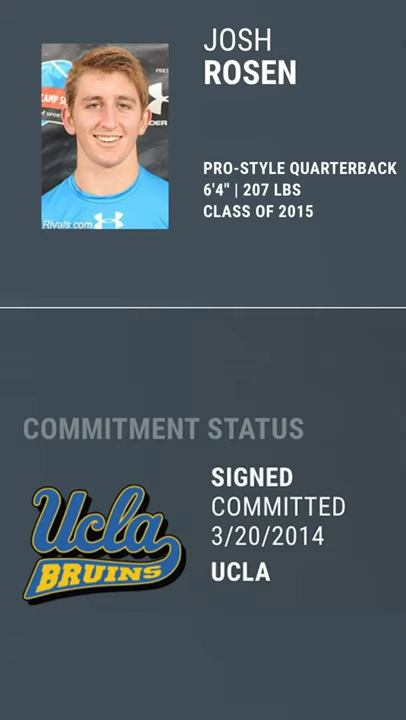 JOSH
ROSEN
Rivals.com
PRO-STYLE QUARTERBACK
6'4" | 207 LBS
CLASS OF 2015
COMMITMENT STATUS
SIGNED
COMMITTED
3/20/2014
UCLA
Ucla
BRUINS